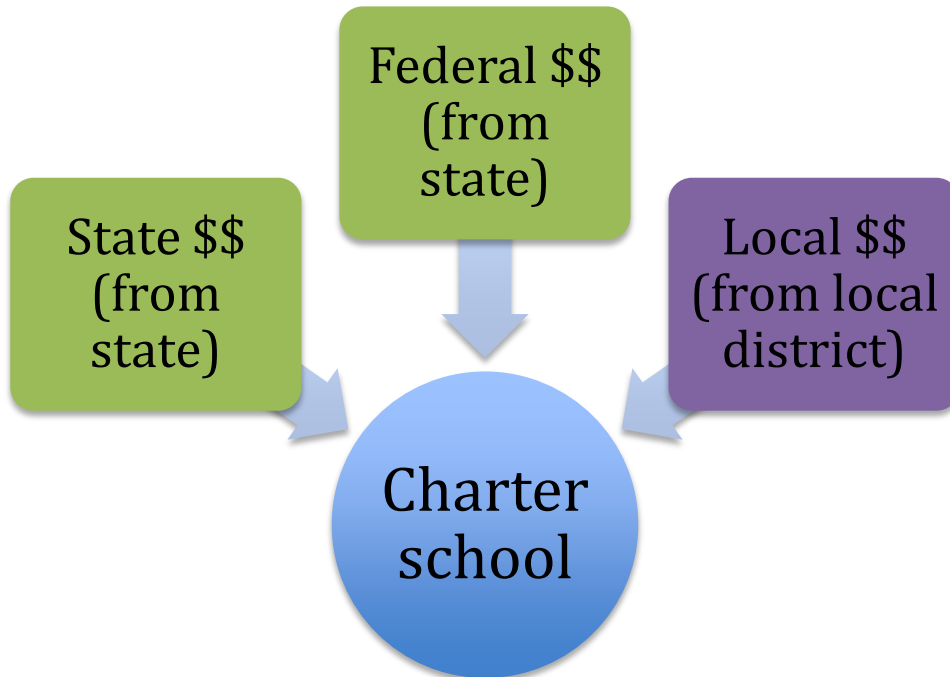 Federal $$
(from
state)
State $$
(from
state)
Local $$
(from local
district)
Charter
school